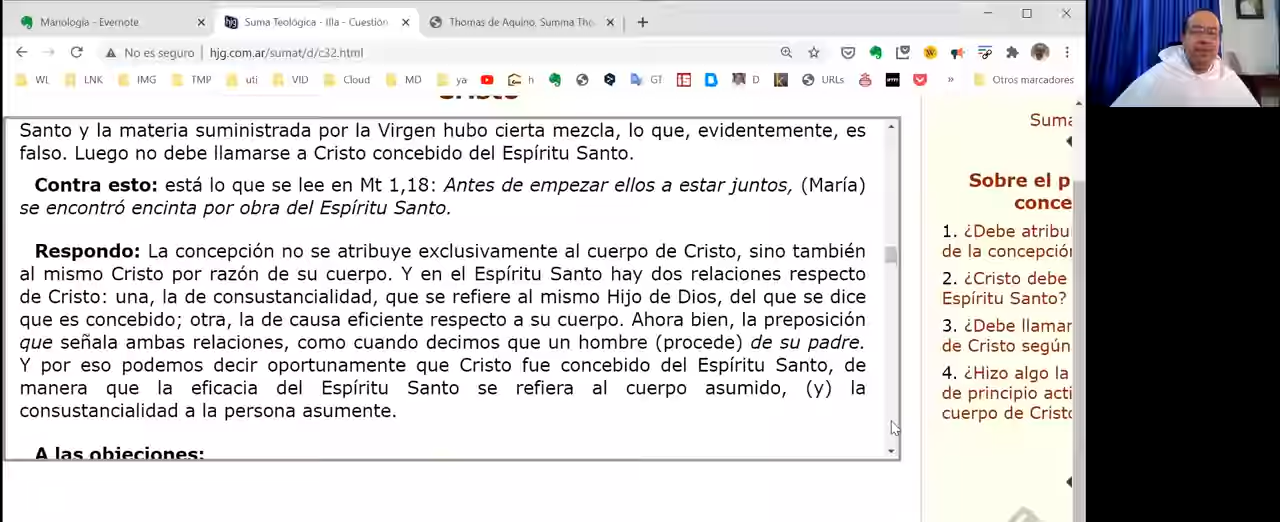 Mariología - Evernote
Suma Teológica - IIIa - Cuestión
Thomas de Aquino, Summa Tho
No es seguro | hjg.com.ar/sumat/d/c32.html
WL LNK IMG TMP uti VID Cloud MD ya h GT D URLs » Otros marcadores
Cristo
Santo y la materia suministrada por la Virgen hubo cierta mezcla, lo que, evidentemente, es
falso. Luego no debe llamarse a Cristo concebido del Espíritu Santo.
Contra esto: está lo que se lee en Mt 1,18: Antes de empezar ellos a estar juntos, (María)
se encontró encinta por obra del Espíritu Santo.
Respondo: La concepción no se atribuye exclusivamente al cuerpo de Cristo, sino también
al mismo Cristo por razón de su cuerpo. Y en el Espíritu Santo hay dos relaciones respecto
de Cristo: una, la de consustancialidad, que se refiere al mismo Hijo de Dios, del que se dice
que es concebido; otra, la de causa eficiente respecto a su cuerpo. Ahora bien, la preposición
que señala ambas relaciones, como cuando decimos que un hombre (procede) de su padre.
Y por eso podemos decir oportunamente que Cristo fue concebido del Espíritu Santo, de
manera que la eficacia del Espíritu Santo se refiera al cuerpo asumido, (y) la
consustancialidad a la persona asumente.
A las objeciones:
Suma
Sobre el p
conce
1. ¿Debe atribu
de la concepción
2. ¿Cristo debe
Espíritu Santo?
3. ¿Debe llamar
de Cristo según
4. ¿Hizo algo la
de principio acti
cuerpo de Cristo